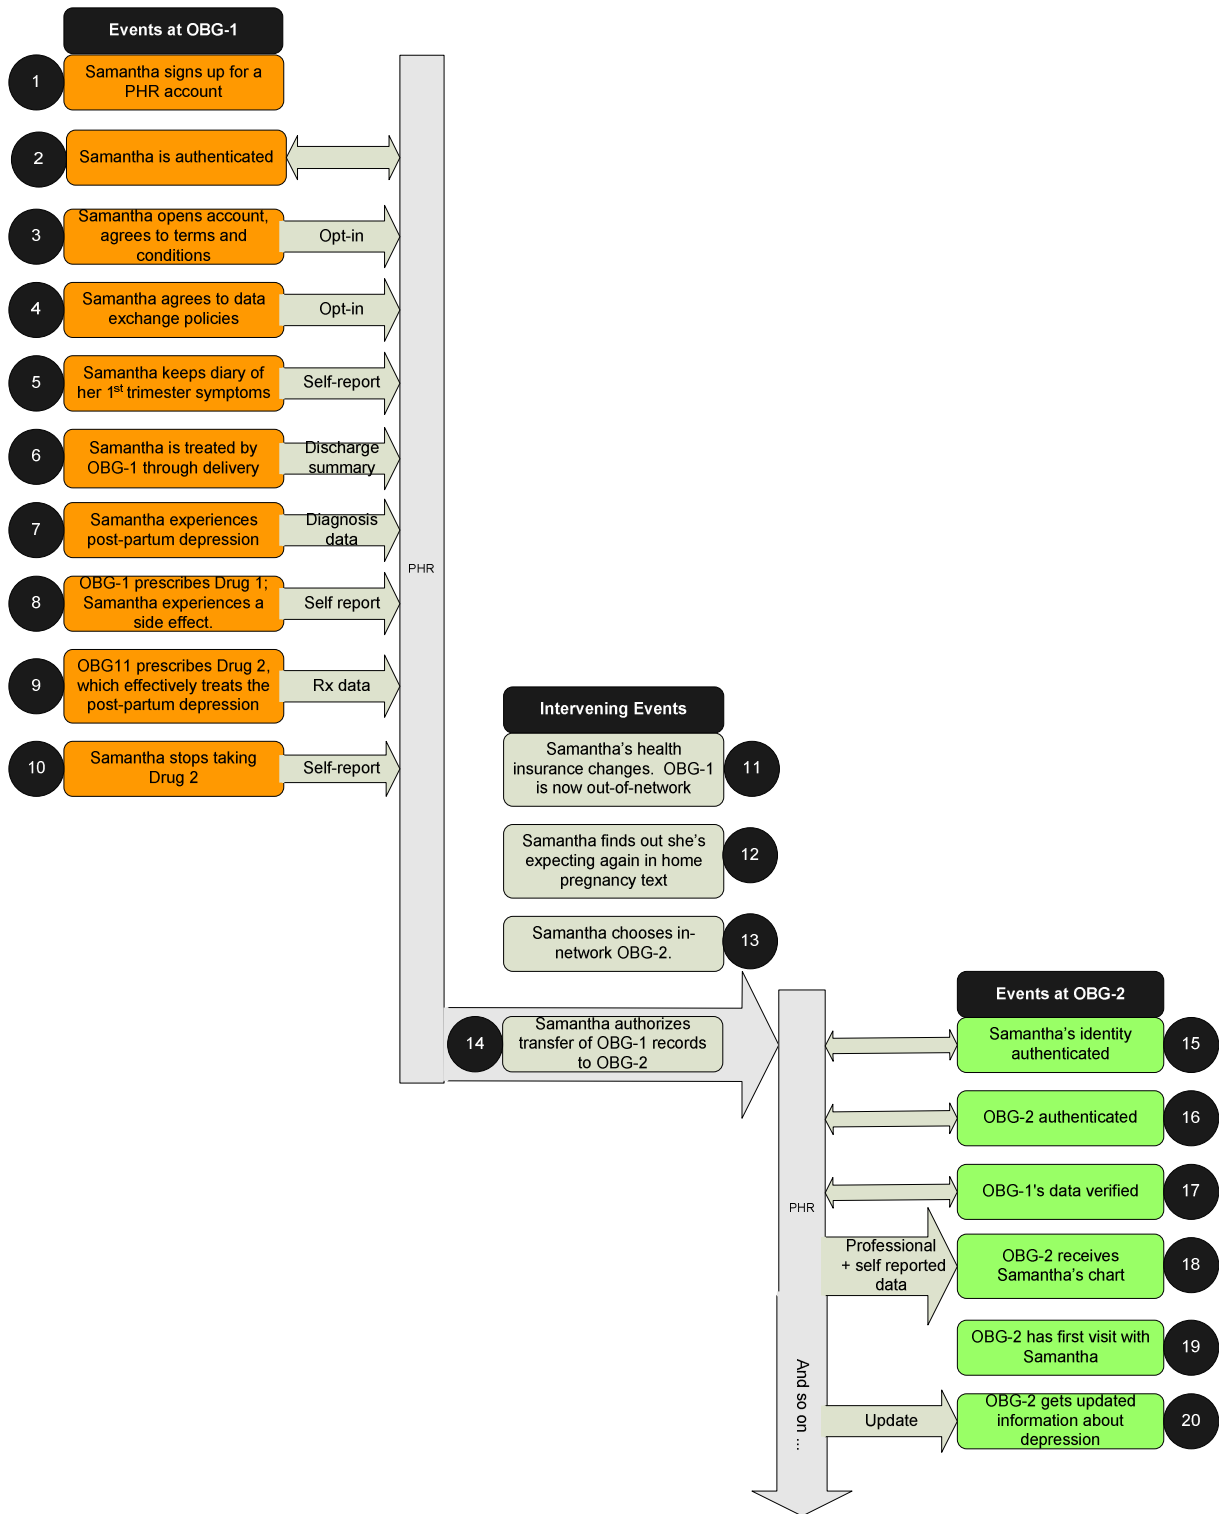 Events at OBG-1
1
Samantha signs up for a
PHR account
2
Samantha is authenticated
3
Samantha opens account,
agrees to terms and
conditions
Opt-in
4
Samantha agrees to data
exchange policies
Opt-in
5
Samantha keeps diary of
her 1st trimester symptoms
Self-report
6
Samantha is treated by
OBG-1 through delivery
Discharge
summary
7
Samantha experiences
post-partum depression
Diagnosis
data
8
OBG-1 prescribes Drug 1;
Samantha experiences a
side effect.
Self report
9
OBG11 prescribes Drug 2,
which effectively treats the
post-partum depression
Rx data
10
Samantha stops taking
Drug 2
Self-report
PHR
Intervening Events
Samantha’s health
insurance changes.  OBG-1
is now out-of-network
11
Samantha finds out she’s
expecting again in home
pregnancy text
12
Samantha chooses in-
network OBG-2.
13
14
Samantha authorizes
transfer of OBG-1 records
to OBG-2
PHR
And so on ...
Events at OBG-2
Samantha’s identity
authenticated
15
OBG-2 authenticated
16
OBG-1's data verified
17
Professional
+ self reported
data
OBG-2 receives
Samantha’s chart
18
OBG-2 has first visit with
Samantha
19
Update
OBG-2 gets updated
information about
depression
20